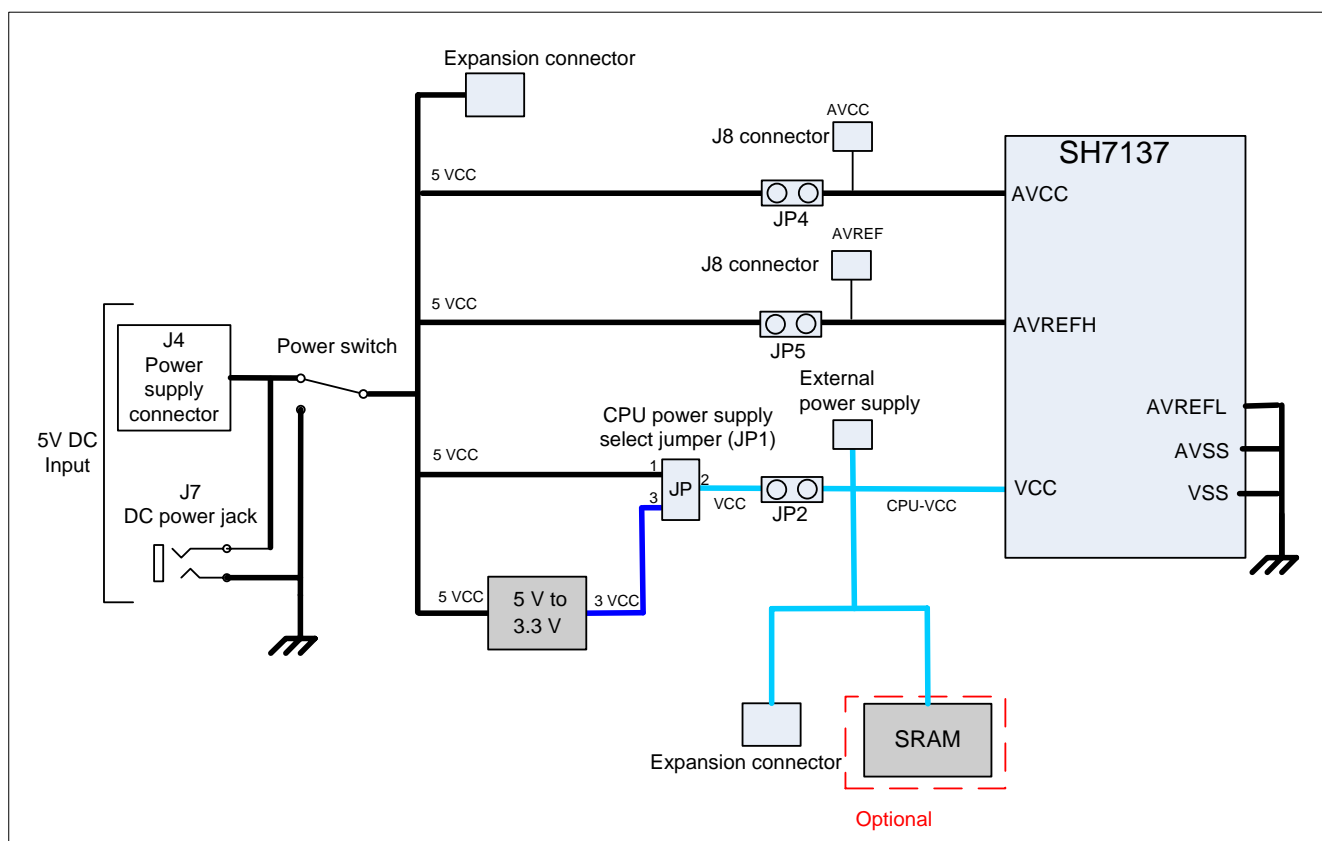 Expansion connector
AVCC
J8 connector
SH7137
5 VCC
AVCC
JP4
AVREF
J8 connector
5 VCC
AVREFH
JP5
J4
Power
supply
connector
Power switch
External
power supply
5V DC
Input
CPU power supply
select jumper (JP1)
AVREFL
AVSS
VSS
5 VCC
1
JP
2
3
VCC
JP2
CPU-VCC
VCC
J7
DC power jack
5 VCC
5 V to
3.3 V
3 VCC
Expansion connector
SRAM
Optional